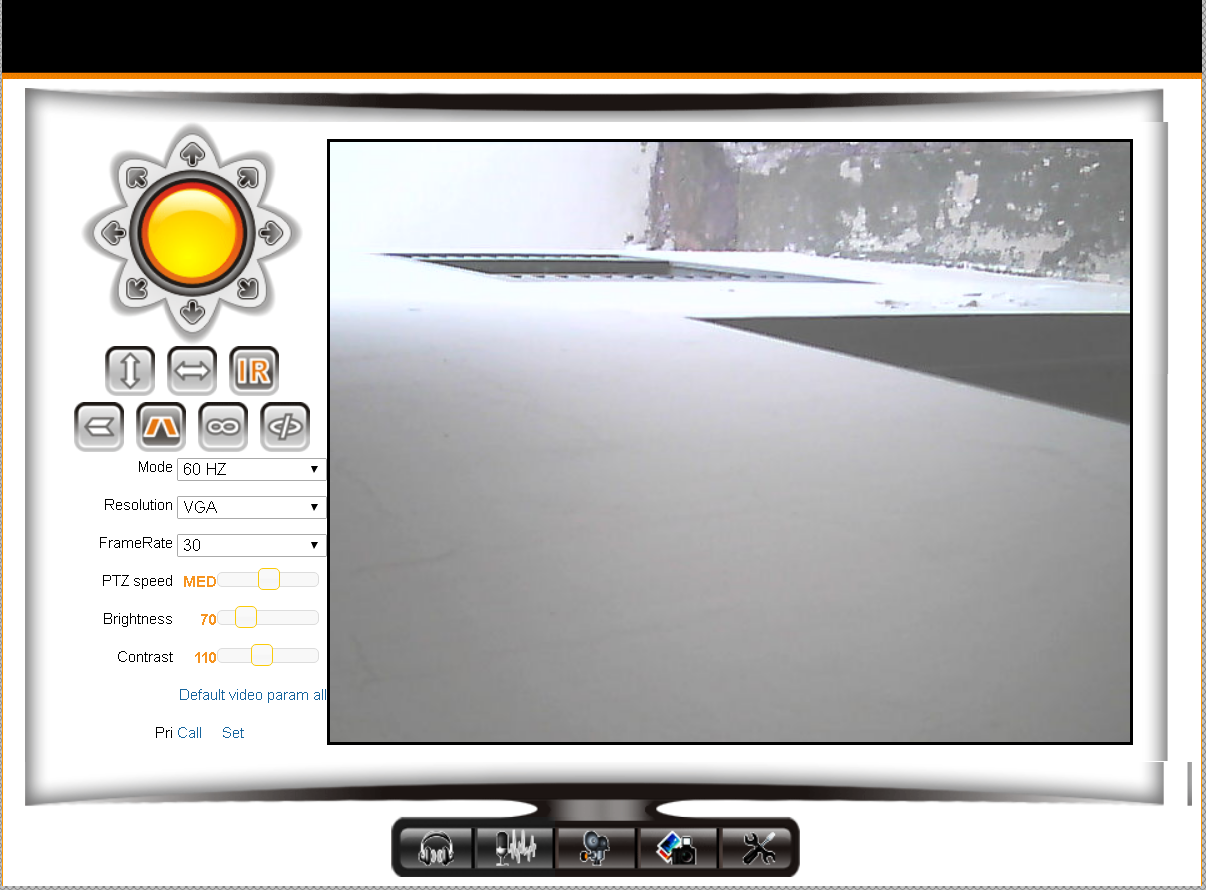 IR
Mode 60 HZ
Resolution VGA
FrameRate 30
PTZ speed MED
Brightness 70
Contrast 110
Default video param all
Pri Call Set